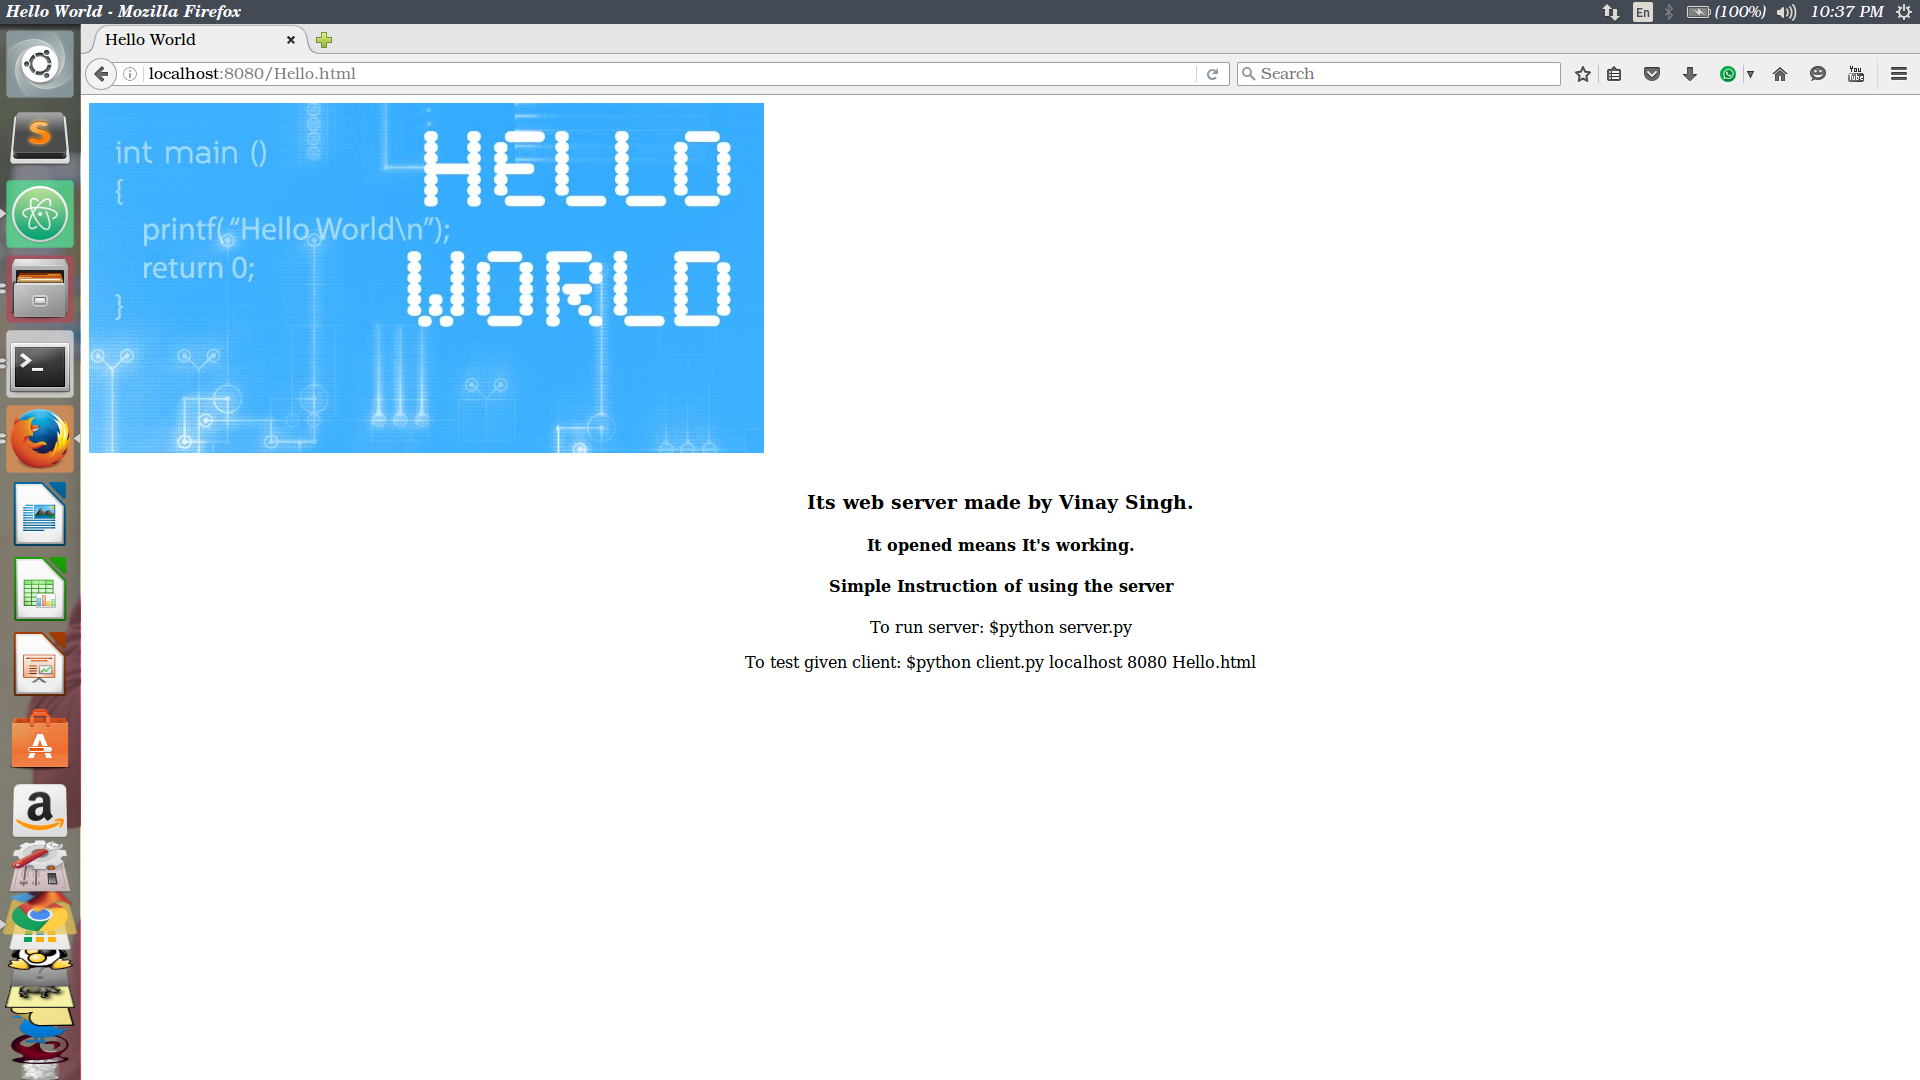 Hello World - Mozilla Firefox
En
(100%)
10:37 PM
Hello World
localhost:8080/Hello.html
Search
You
Tube
int main ()
{
printf( “Hello World\n”);
return 0;
}
HELLO
WORLD
Its web server made by Vinay Singh.
It opened means It's working.
Simple Instruction of using the server
To run server: $python server.py
To test given client: $python client.py localhost 8080 Hello.html
S
>_
A
a